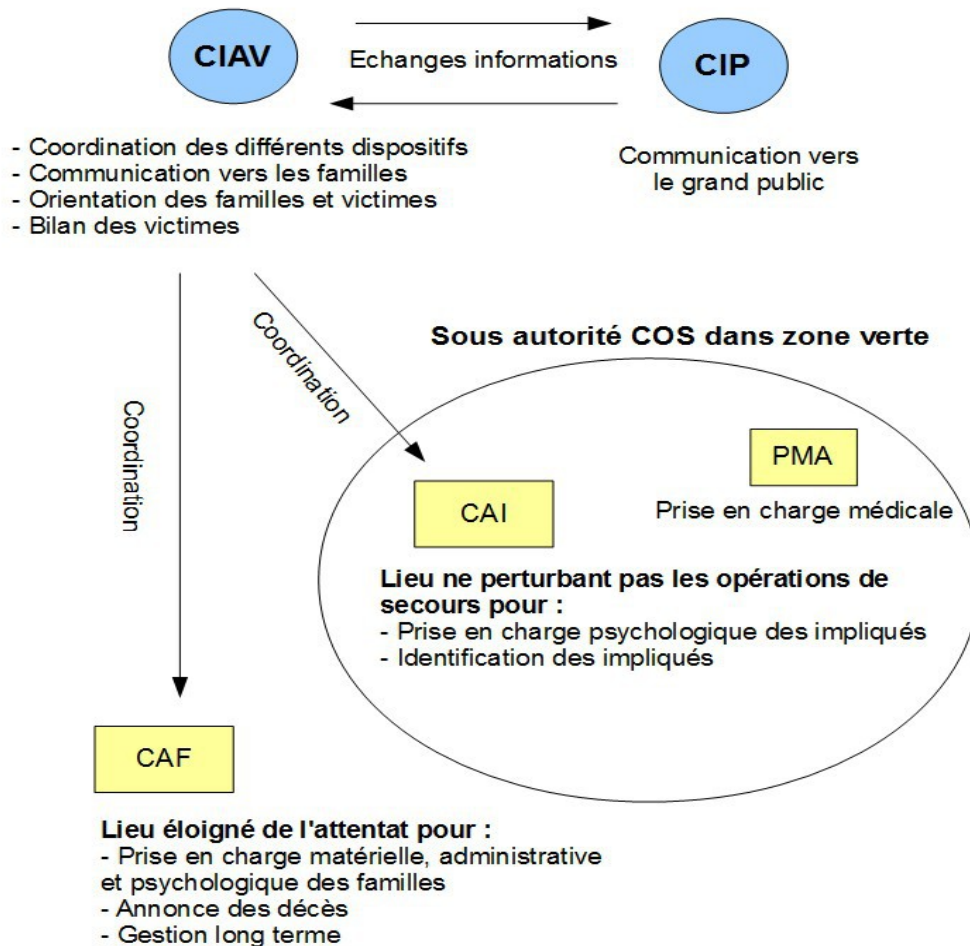 CIAV
Echanges informations
CIP
- Coordination des différents dispositifs
- Communication vers les familles
- Orientation des familles et victimes
- Bilan des victimes
Communication vers
le grand public
Coordination
Coordination
Sous autorité COS dans zone verte
PMA
Prise en charge médicale
CAI
Lieu ne perturbant pas les opérations de
secours pour :
- Prise en charge psychologique des impliqués
- Identification des impliqués
CAF
Lieu éloigné de l'attentat pour :
- Prise en charge matérielle, administrative
et psychologique des familles
- Annonce des décès
- Gestion long terme